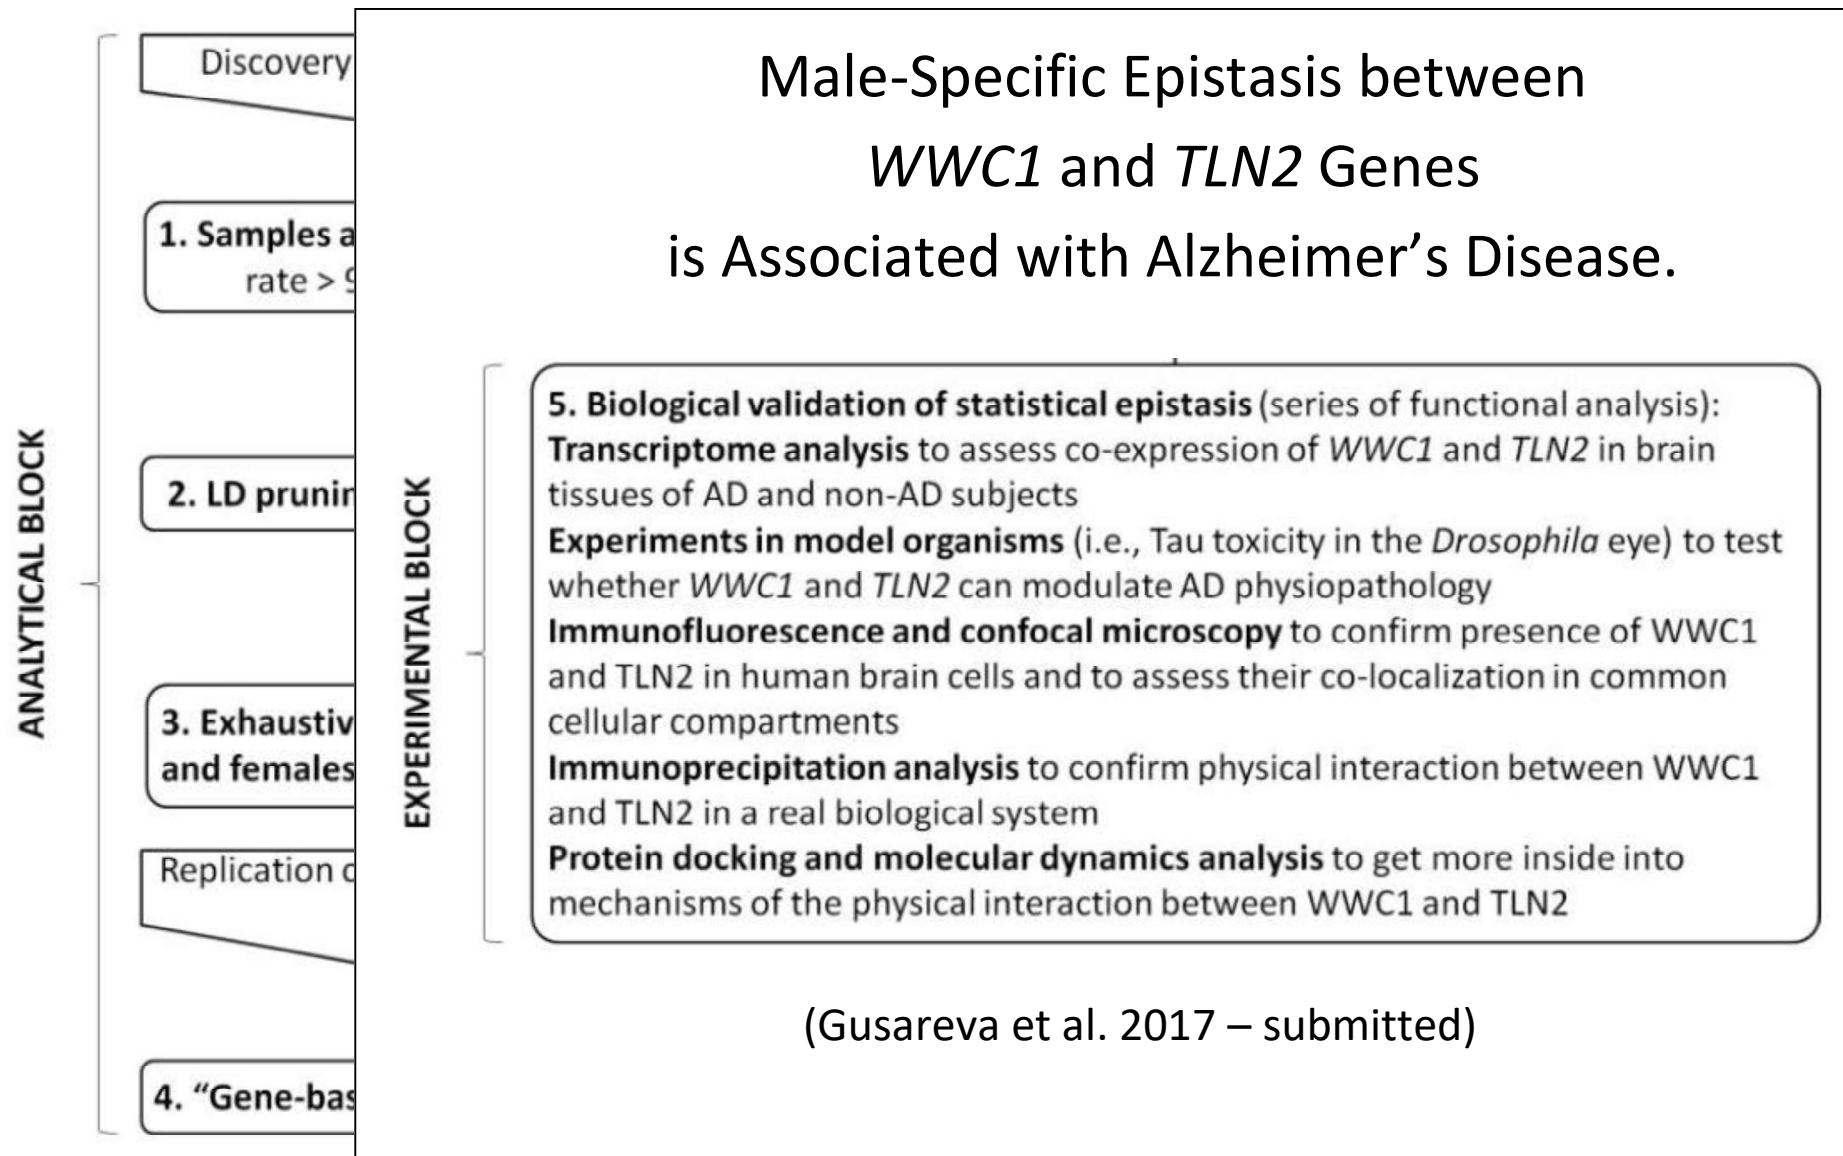 ANALYTICAL BLOCK
Discovery
1. Samples a
rate > 9
2. LD prunin
3. Exhaustiv
and females
Replication
4. “Gene-bas
Male-Specific Epistasis between
WWC1 and TLN2 Genes
is Associated with Alzheimer’s Disease.
EXPERIMENTAL BLOCK
5. Biological validation of statistical epistasis (series of functional analysis):
Transcriptome analysis to assess co-expression of WWC1 and TLN2 in brain
tissues of AD and non-AD subjects
Experiments in model organisms (i.e., Tau toxicity in the Drosophila eye) to test
whether WWC1 and TLN2 can modulate AD physiopathology
Immunofluorescence and confocal microscopy to confirm presence of WWC1
and TLN2 in human brain cells and to assess their co-localization in common
cellular compartments
Immunoprecipitation analysis to confirm physical interaction between WWC1
and TLN2 in a real biological system
Protein docking and molecular dynamics analysis to get more inside into
mechanisms of the physical interaction between WWC1 and TLN2
(Gusareva et al. 2017 – submitted)